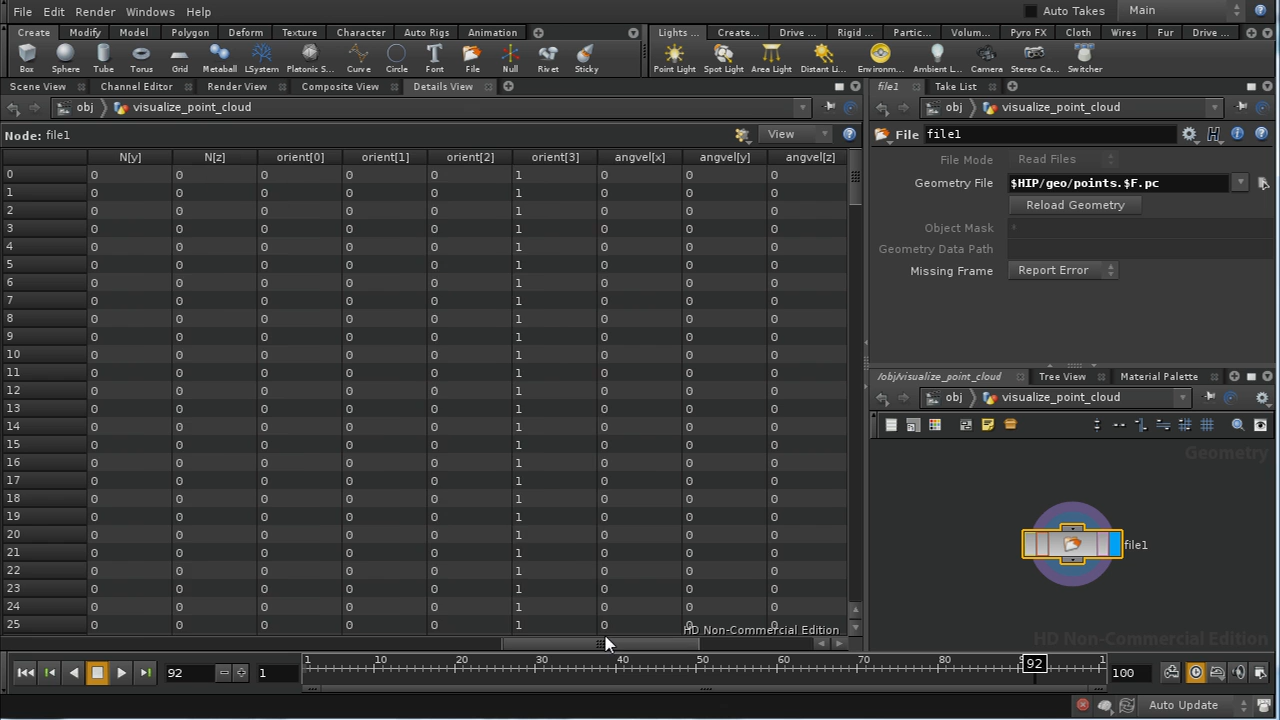 File Edit Render Windows Help Auto Takes Main
Create Modify Model Polygon Deform Texture Character Auto Rigs Animation Lights ... Create... Drive ... Rigid ... Partic... Volum... Pyro FX Cloth Wires Fur Drive ...
Box Sphere Tube Torus Grid Metaball LSystem Platonic S... Curve Circle Font File Null Rivet Sticky Point Light Spot Light Area Light Distant Li... Environm... Ambient L... Camera Stereo Ca... Switcher
Scene View Channel Editor Render View Composite View Details View file1 Take List
obj visualize_point_cloud obj visualize_point_cloud
Node: file1 View File file1
File Mode Read Files
Geometry File $HIP/geo/points.$F.pc
Reload Geometry
Object Mask *
Geometry Data Path
Missing Frame Report Error
N[y] N[z] orient[0] orient[1] orient[2] orient[3] angvel[x] angvel[y] angvel[z]
0 0 0 0 0 0 1 0 0 0
1 0 0 0 0 0 1 0 0 0
2 0 0 0 0 0 1 0 0 0
3 0 0 0 0 0 1 0 0 0
4 0 0 0 0 0 1 0 0 0
5 0 0 0 0 0 1 0 0 0
6 0 0 0 0 0 1 0 0 0
7 0 0 0 0 0 1 0 0 0
8 0 0 0 0 0 1 0 0 0
9 0 0 0 0 0 1 0 0 0
10 0 0 0 0 0 1 0 0 0
11 0 0 0 0 0 1 0 0 0
12 0 0 0 0 0 1 0 0 0
13 0 0 0 0 0 1 0 0 0
14 0 0 0 0 0 1 0 0 0
15 0 0 0 0 0 1 0 0 0
16 0 0 0 0 0 1 0 0 0
17 0 0 0 0 0 1 0 0 0
18 0 0 0 0 0 1 0 0 0
19 0 0 0 0 0 1 0 0 0
20 0 0 0 0 0 1 0 0 0
21 0 0 0 0 0 1 0 0 0
22 0 0 0 0 0 1 0 0 0
23 0 0 0 0 0 1 0 0 0
24 0 0 0 0 0 1 0 0 0
25 0 0 0 0 0 1 0 0 0
HD Non-Commercial Edition
/obj/visualize_point_cloud Tree View Material Palette
obj visualize_point_cloud
Geometry
file1
HD Non-Commercial Edition
92 1 1 10 20 30 40 50 60 70 80 92 1 100
Auto Update